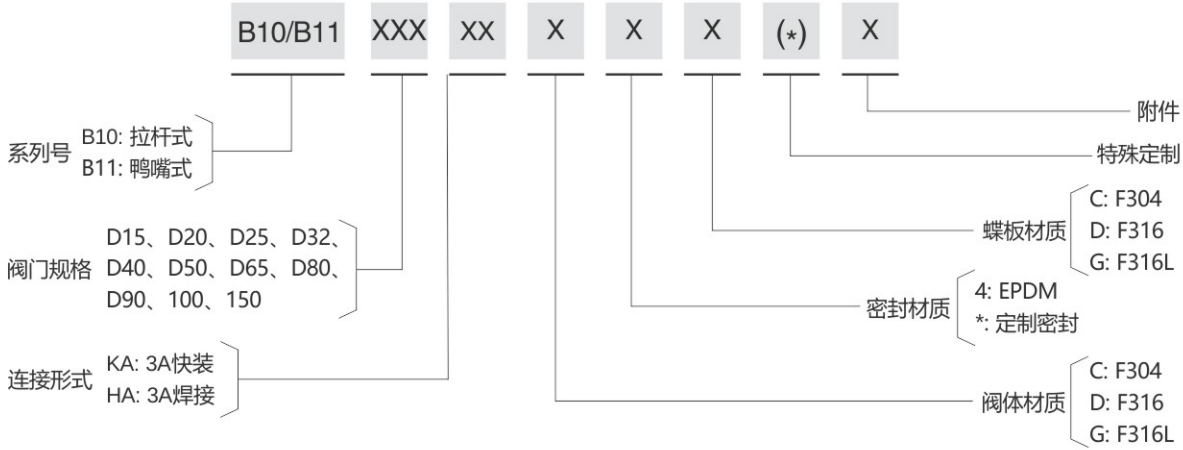 B10/B11 XXX XX X X X (*) X
附件
系列号
B10: 拉杆式
B11: 鸭嘴式
特殊定制
阀门规格
D15、D20、D25、D32、
D40、D50、D65、D80、
D90、100、150
蝶板材质
C: F304
D: F316
G: F316L
密封材质
4: EPDM
*: 定制密封
连接形式
KA: 3A快装
HA: 3A焊接
阀体材质
C: F304
D: F316
G: F316L